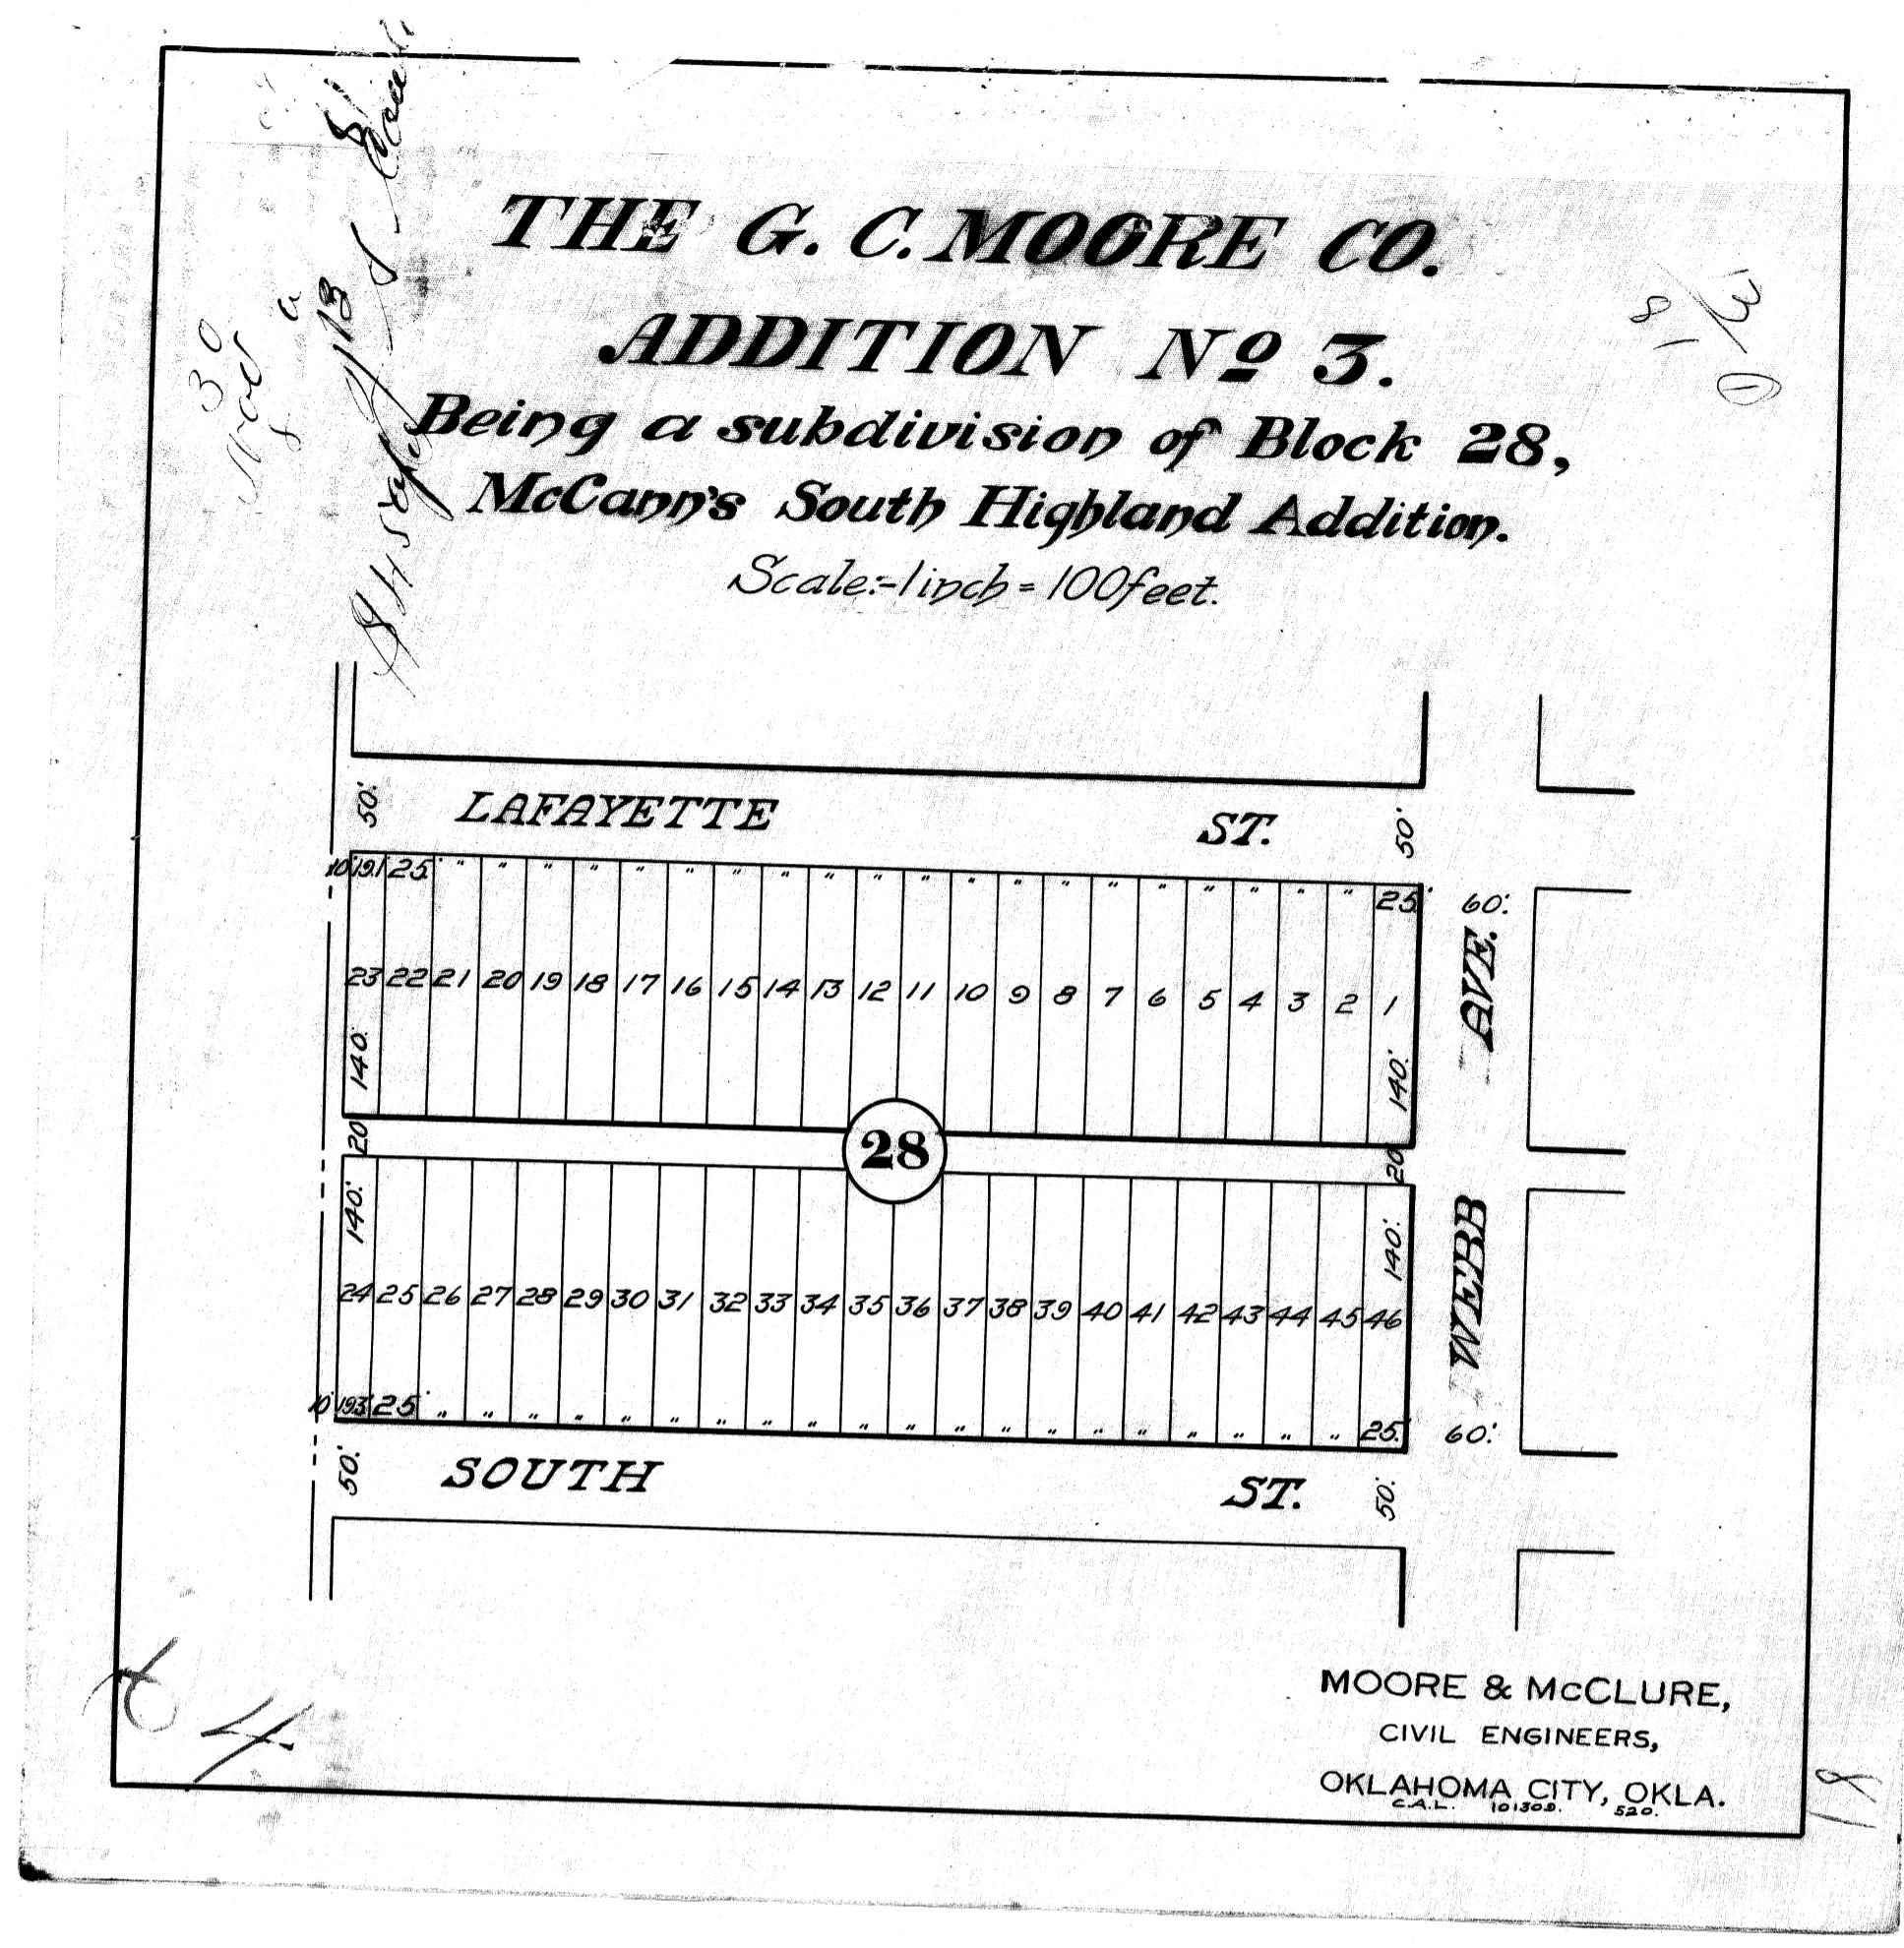 THE G. C. MOORE CO.
ADDITION Nº 3.
Being a subdivision of Block 28,
McCann's South Highland Addition.
Scale:-1 inch = 100 feet.
50'. LAFAYETTE ST. 50'.
10' 19.1' 25' " " " " " " " " " " " " " " " " " " " " 25'. 60'.
23 22 21 20 19 18 17 16 15 14 13 12 11 10 9 8 7 6 5 4 3 2 1
140'. 140'.
WEBB AVE.
20 28 20
140'. 140'.
24 25 26 27 28 29 30 31 32 33 34 35 36 37 38 39 40 41 42 43 44 45 46
10' 19.3' 25' " " " " " " " " " " " " " " " " " " " " 25'. 60'.
50'. SOUTH ST. 50'.
4
MOORE & McCLURE,
CIVIL ENGINEERS,
OKLAHOMA CITY, OKLA.
C.A.L. 101309. 520.